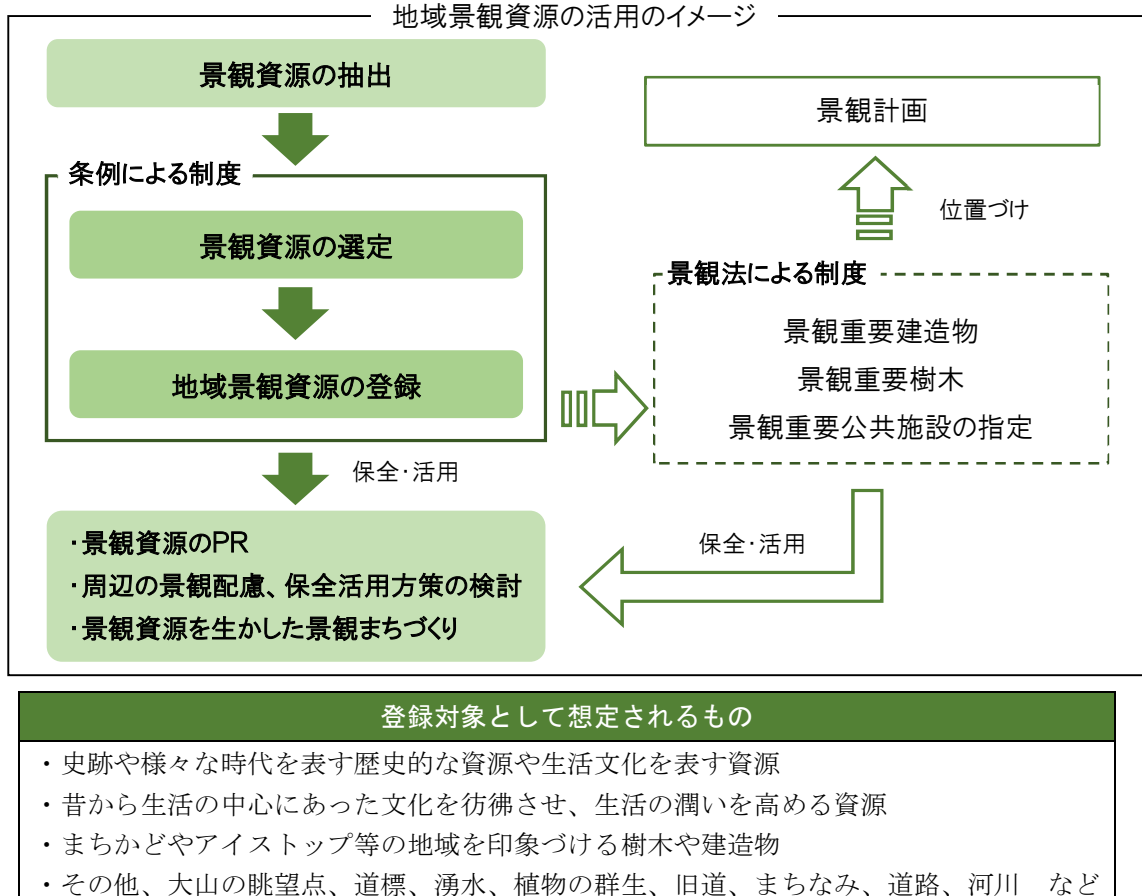 地域景観資源の活用のイメージ
景観資源の抽出
条例による制度
景観資源の選定
地域景観資源の登録
保全・活用
・景観資源のPR
・周辺の景観配慮、保全活用方策の検討
・景観資源を生かした景観まちづくり
景観計画
位置づけ
景観法による制度
景観重要建造物
景観重要樹木
景観重要公共施設の指定
保全・活用
登録対象として想定されるもの
・史跡や様々な時代を表す歴史的な資源や生活文化を表す資源
・昔から生活の中心にあった文化を彷彿させ、生活の潤いを高める資源
・まちかどやアイストップ等の地域を印象づける樹木や建造物
・その他、大山の眺望点、道標、湧水、植物の群生、旧道、まちなみ、道路、河川　など